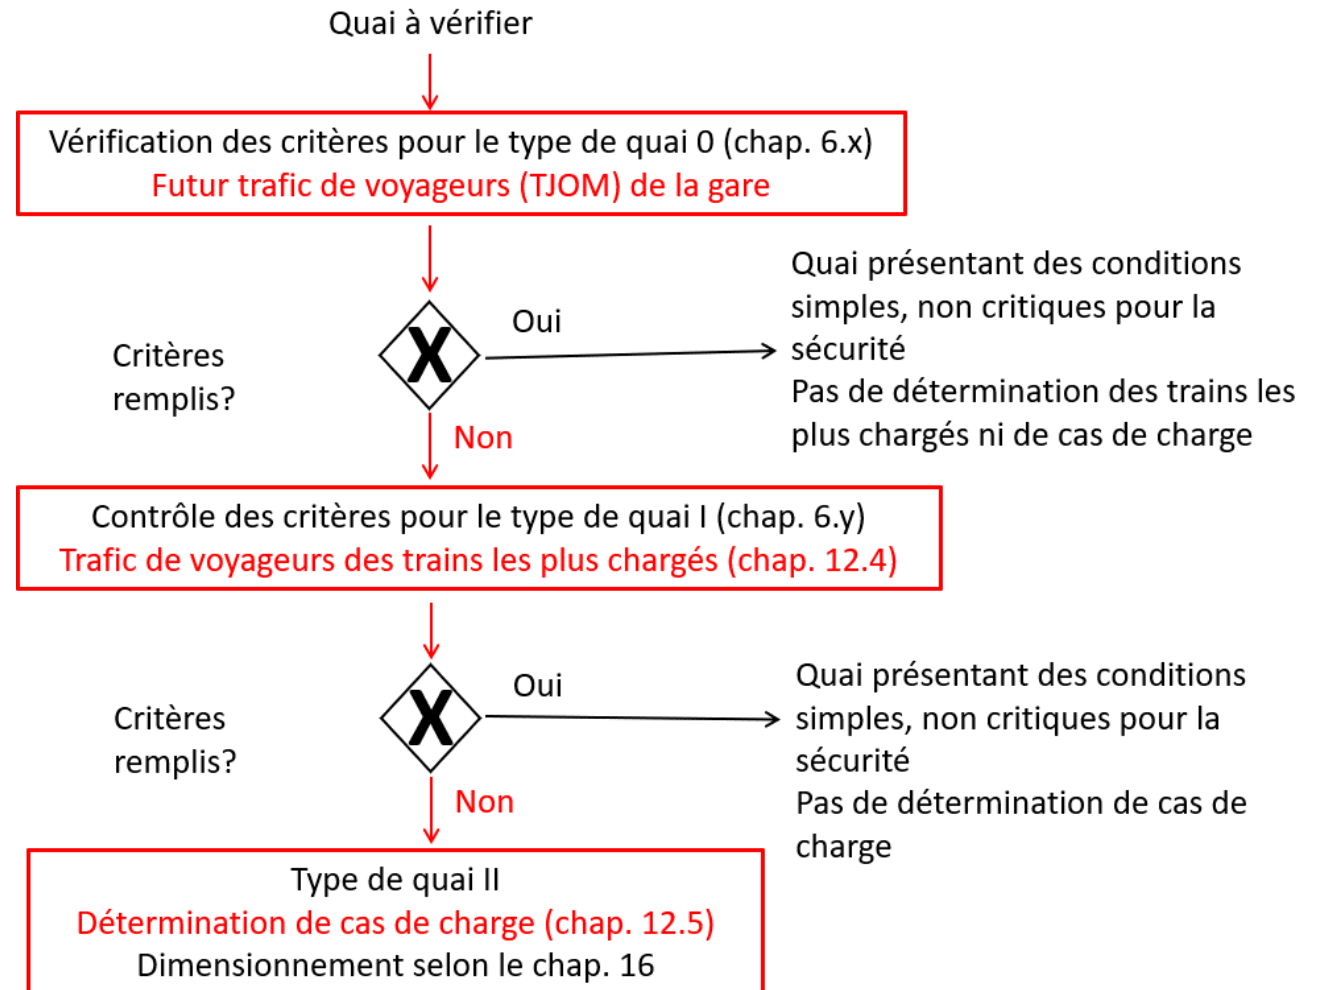 Quai à vérifier
Vérification des critères pour le type de quai 0 (chap. 6.x)
Futur trafic de voyageurs (TJOM) de la gare
Critères
remplis?
X
Oui
Quai présentant des conditions
simples, non critiques pour la
sécurité
Pas de détermination des trains les
plus chargés ni de cas de charge
Non
Contrôle des critères pour le type de quai I (chap. 6.y)
Trafic de voyageurs des trains les plus chargés (chap. 12.4)
Critères
remplis?
X
Oui
Quai présentant des conditions
simples, non critiques pour la
sécurité
Pas de détermination de cas de
charge
Non
Type de quai II
Détermination de cas de charge (chap. 12.5)
Dimensionnement selon le chap. 16